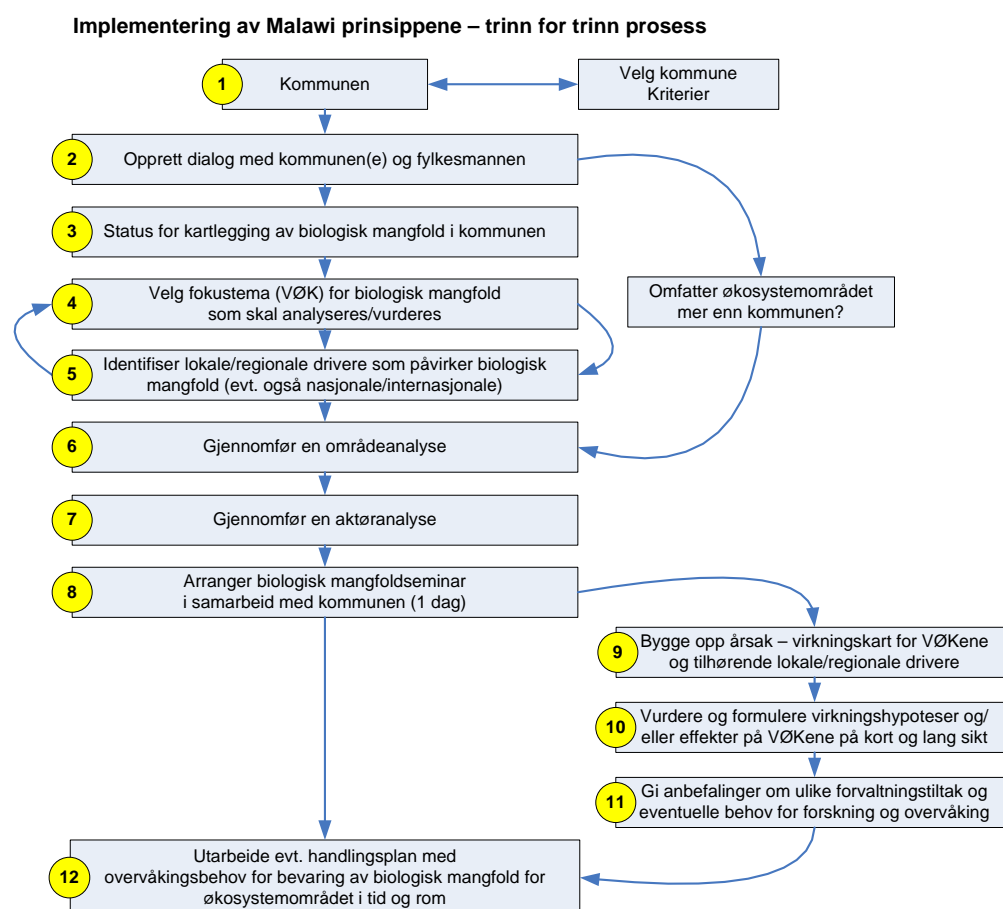 Implementering av Malawi prinsippene – trinn for trinn prosess
1
Kommunen
Velg kommune
Kriterier
2
Opprett dialog med kommunen(e) og fylkesmannen
3
Status for kartlegging av biologisk mangfold i kommunen
4
Velg fokustema (VØK) for biologisk mangfold
som skal analyseres/vurderes
Omfatter økosystemområdet
mer enn kommunen?
5
Identifiser lokale/regionale drivere som påvirker biologisk
mangfold (evt. også nasjonale/internasjonale)
6
Gjennomfør en områdeanalyse
7
Gjennomfør en aktøranalyse
8
Arranger biologisk mangfoldseminar
i samarbeid med kommunen (1 dag)
9
Bygge opp årsak – virkningskart for VØKene
og tilhørende lokale/regionale drivere
10
Vurdere og formulere virkningshypoteser og/
eller effekter på VØKene på kort og lang sikt
11
Gi anbefalinger om ulike forvaltningstiltak og
eventuelle behov for forskning og overvåking
12
Utarbeide evt. handlingsplan med
overvåkingsbehov for bevaring av biologisk mangfold for
økosystemområdet i tid og rom